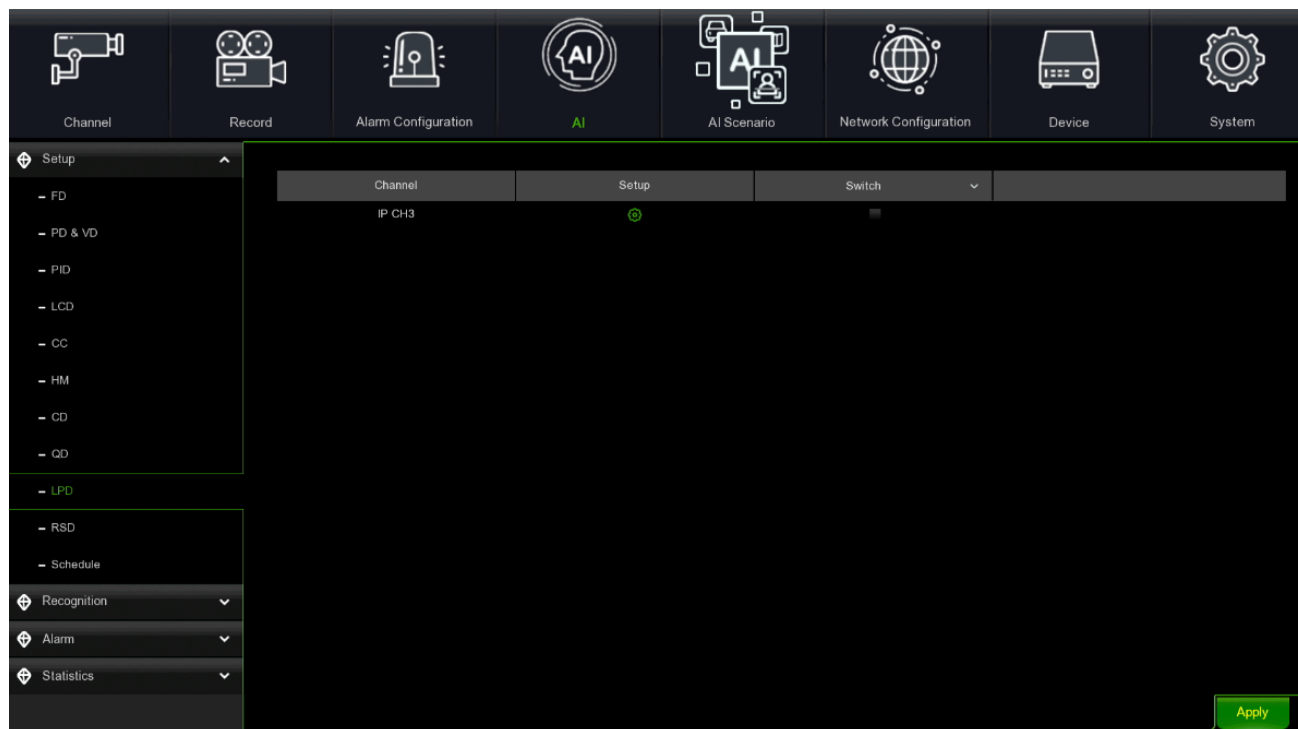 AI
AI
Channel Record Alarm Configuration AI AI Scenario Network Configuration Device System
Setup
Channel Setup Switch
– FD
IP CH3
– PD & VD
– PID
– LCD
– CC
– HM
– CD
– QD
– LPD
– RSD
– Schedule
Recognition
Alarm
Statistics
Apply